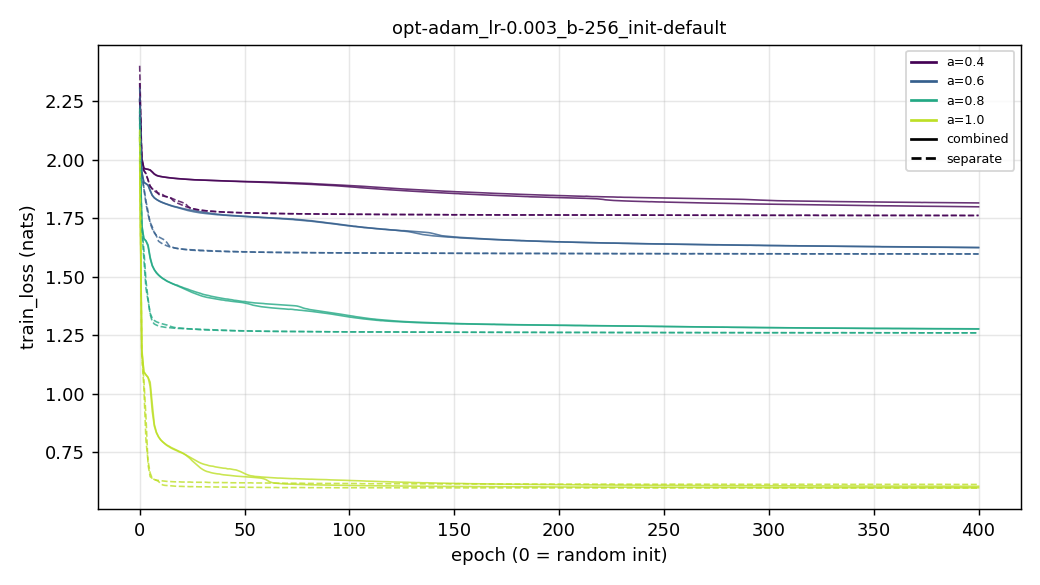 opt-adam_lr-0.003_b-256_init-default
train_loss (nats)
2.25
2.00
1.75
1.50
1.25
1.00
0.75
a=0.4
a=0.6
a=0.8
a=1.0
combined
separate
0 50 100 150 200 250 300 350 400
epoch (0 = random init)